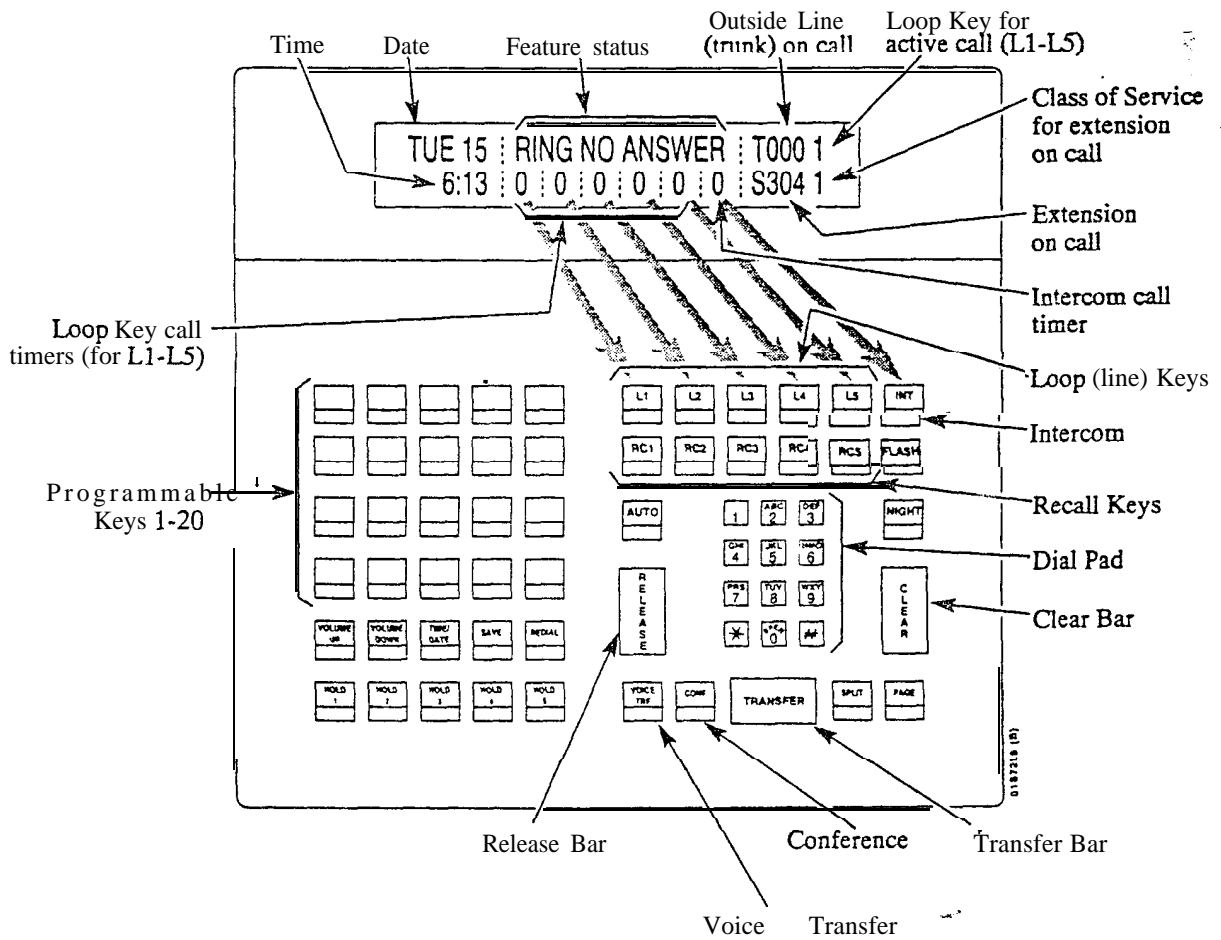 Time
Date
Feature status
Outside Line
(trunk) on call
Loop Key for
active call (L1-L5)
Class of Service
for extension
on call
TUE 15 RING NO ANSWER T000 1
6:13 0 0 0 0 0 0 S304 1
Extension
on call
Intercom call
timer
Loop Key call
timers (for L1-L5)
Loop (line) Keys
L1 L2 L3 L4 L5 INT
Intercom
RC1 RC2 RC3 RC4 RC5 FLASH
Programmable
Keys 1-20
Recall Keys
AUTO
1
ABC
2
DEF
3
NIGHT
GHI
4
JKL
5
MNO
6
Dial Pad
RELEASE
PRS
7
TUV
8
WXY
9
CLEAR
Clear Bar
VOLUME
UP
VOLUME
DOWN
TIME/
DATE
SAVE
REDIAL
*
OPER
0
#
HOLD
1
HOLD
2
HOLD
3
HOLD
4
HOLD
5
VOICE
TRF
CONF
TRANSFER
SPLIT
PAGE
0187218 (B)
Release Bar
Conference
Transfer Bar
Voice Transfer